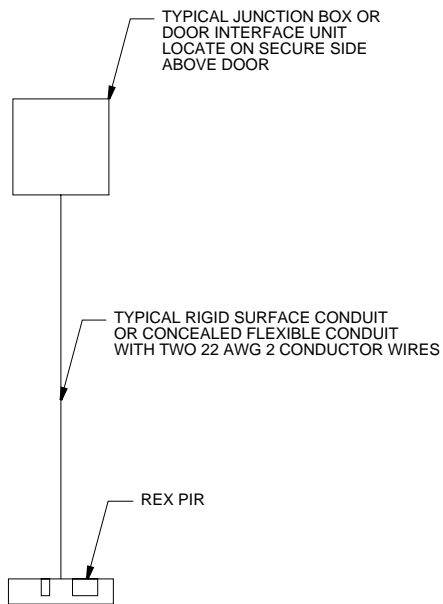 TYPICAL JUNCTION BOX OR
DOOR INTERFACE UNIT
LOCATE ON SECURE SIDE
ABOVE DOOR
TYPICAL RIGID SURFACE CONDUIT
OR CONCEALED FLEXIBLE CONDUIT
WITH TWO 22 AWG 2 CONDUCTOR WIRES
REX PIR